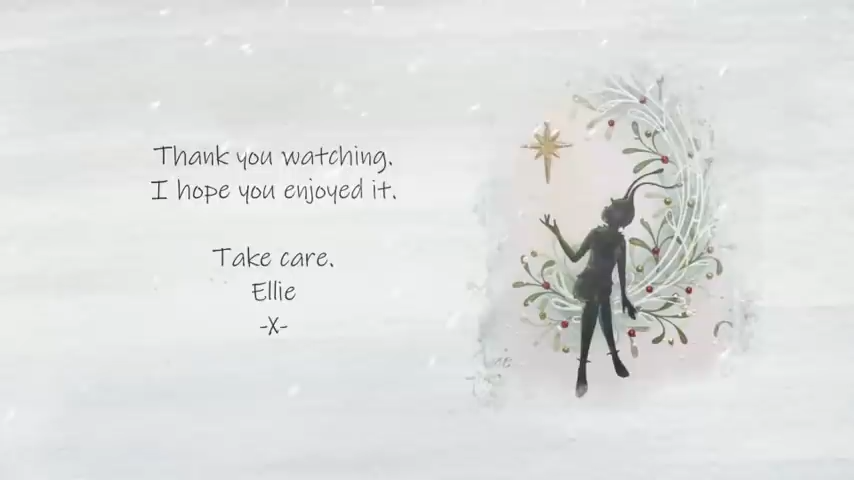 Thank you watching.
I hope you enjoyed it.
Take care.
Ellie
-X-